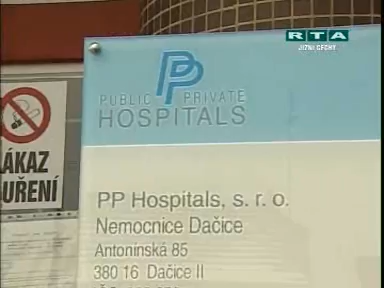 RTA
JIŽNÍ ČECHY
PP
PUBLIC PRIVATE
HOSPITALS
ÁKAZ
UŘENÍ
PP Hospitals, s. r. o.
Nemocnice Dačice
Antonínská 85
380 16 Dačice II